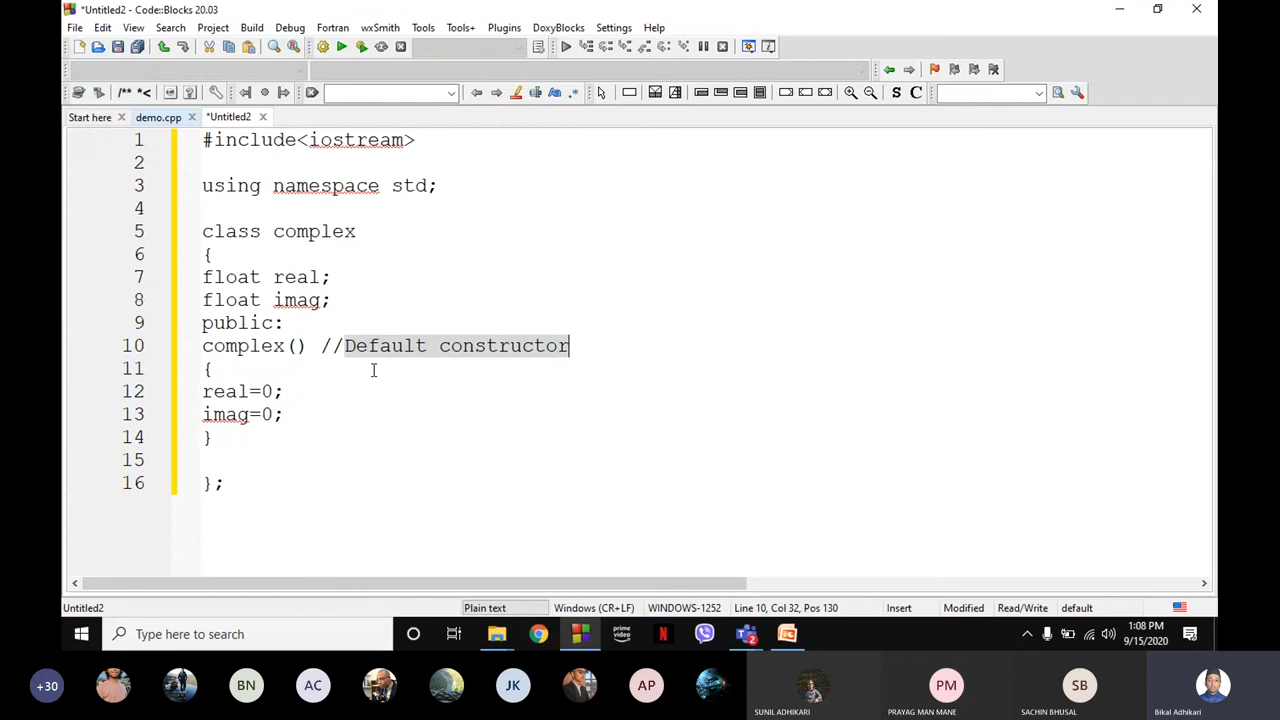 *Untitled2 - Code::Blocks 20.03
File Edit View Search Project Build Debug Fortran wxSmith Tools Tools+ Plugins DoxyBlocks Settings Help
/** *< Aa .* S C
Start here demo.cpp *Untitled2
1 #include<iostream>
2
3 using namespace std;
4
5 class complex
6 {
7 float real;
8 float imag;
9 public:
10 complex() //Default constructor
11 {
12 real=0;
13 imag=0;
14 }
15
16 };
Untitled2 Plain text Windows (CR+LF) WINDOWS-1252 Line 10, Col 32, Pos 130 Insert Modified Read/Write default
Type here to search prime video N 2 1:08 PM
9/15/2020
+30 BN AC JK AP PM SB
SUNIL ADHIKARI PRAYAG MAN MANE SACHIN BHUSAL Bikal Adhikari